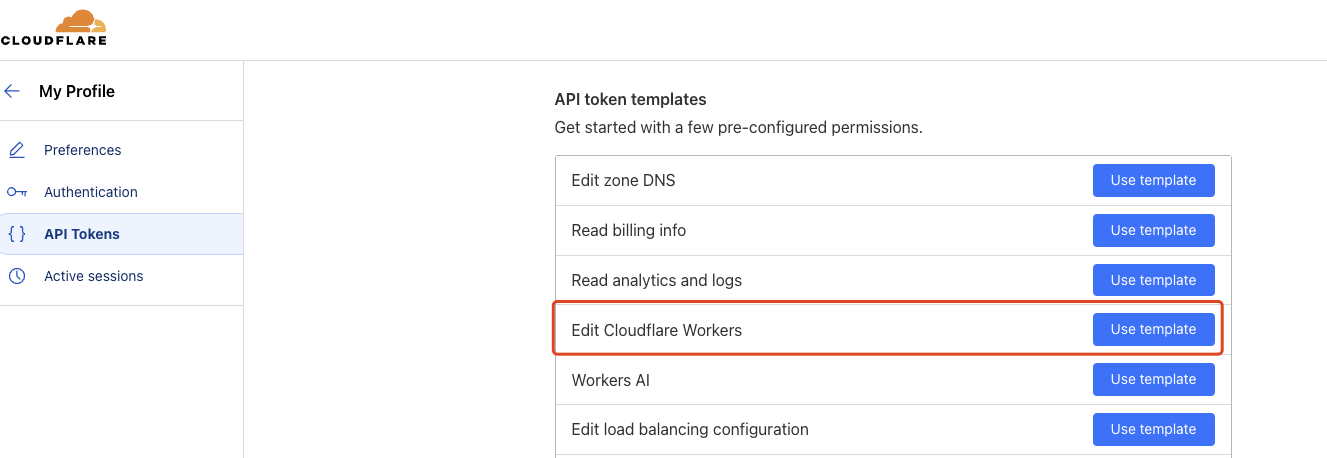 CLOUDFLARE
My Profile
Preferences
Authentication
API Tokens
Active sessions
API token templates
Get started with a few pre-configured permissions.
Edit zone DNS Use template
Read billing info Use template
Read analytics and logs Use template
Edit Cloudflare Workers Use template
Workers AI Use template
Edit load balancing configuration Use template